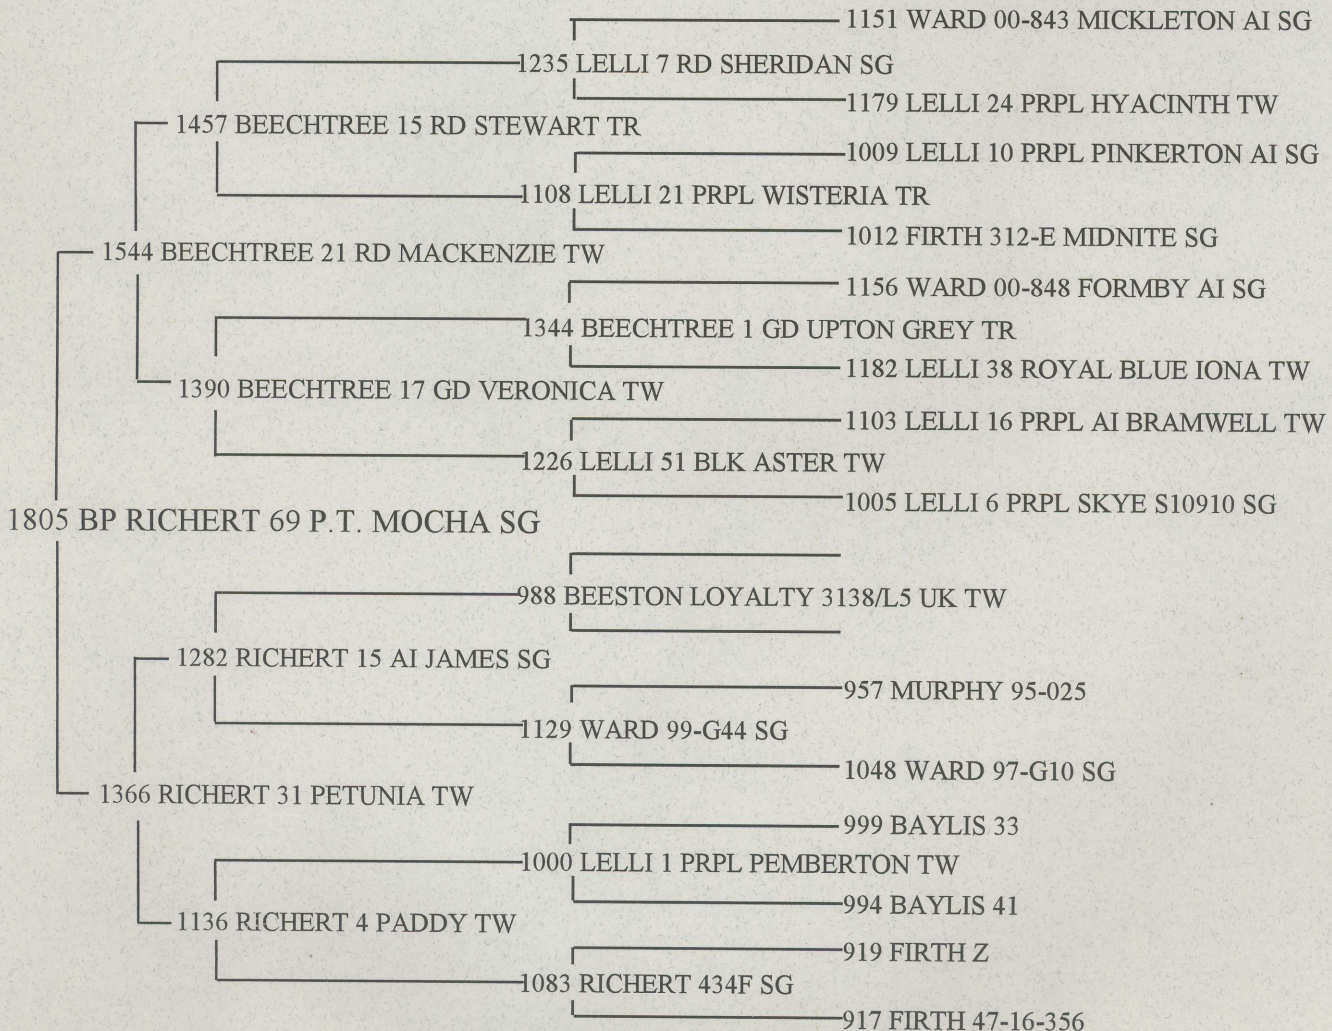 1151 WARD 00-843 MICKLETON AI SG
1235 LELLI 7 RD SHERIDAN SG
1179 LELLI 24 PRPL HYACINTH TW
1457 BEECHTREE 15 RD STEWART TR
1009 LELLI 10 PRPL PINKERTON AI SG
1108 LELLI 21 PRPL WISTERIA TR
1012 FIRTH 312-E MIDNITE SG
1544 BEECHTREE 21 RD MACKENZIE TW
1156 WARD 00-848 FORMBY AI SG
1344 BEECHTREE 1 GD UPTON GREY TR
1182 LELLI 38 ROYAL BLUE IONA TW
1390 BEECHTREE 17 GD VERONICA TW
1103 LELLI 16 PRPL AI BRAMWELL TW
1226 LELLI 51 BLK ASTER TW
1005 LELLI 6 PRPL SKYE S10910 SG
1805 BP RICHERT 69 P.T. MOCHA SG
988 BEESTON LOYALTY 3138/L5 UK TW
1282 RICHERT 15 AI JAMES SG
957 MURPHY 95-025
1129 WARD 99-G44 SG
1048 WARD 97-G10 SG
1366 RICHERT 31 PETUNIA TW
999 BAYLIS 33
1000 LELLI 1 PRPL PEMBERTON TW
994 BAYLIS 41
1136 RICHERT 4 PADDY TW
919 FIRTH Z
1083 RICHERT 434F SG
917 FIRTH 47-16-356